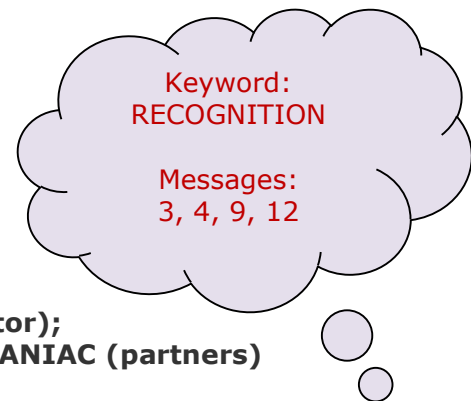 Keyword:
RECOGNITION
Messages:
3, 4, 9, 12
tor);
ANIAC (partners)